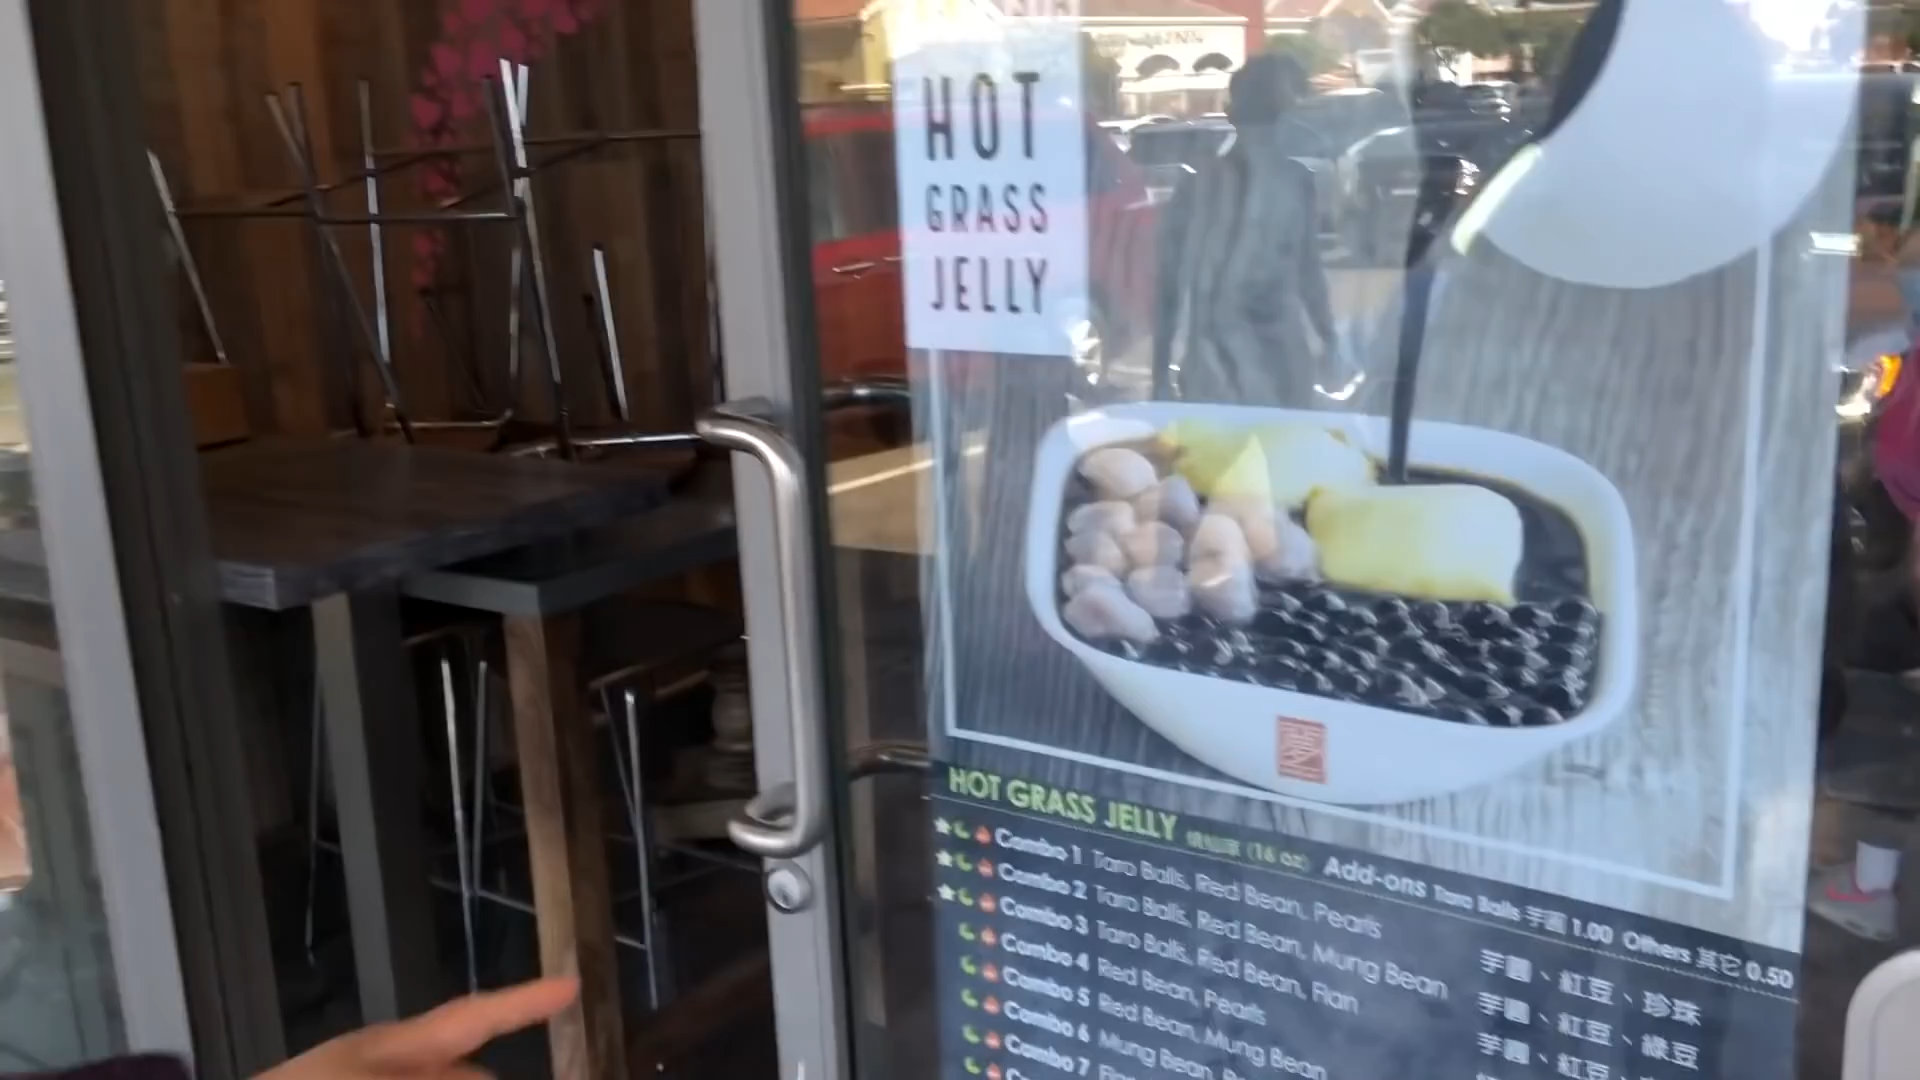 HOT
GRASS
JELLY
HOT GRASS JELLY (16 oz) Add-ons Taro Balls 芋圓 1.00 Others 其它 0.50
Combo 1 Taro Balls, Red Bean, Pearls 芋圓、紅豆、珍珠
Combo 2 Taro Balls, Red Bean, Mung Bean 芋圓、紅豆、綠豆
Combo 3 Taro Balls, Red Bean, Flan 芋圓、紅豆、
Combo 4 Red Bean, Pearls
Combo 5 Red Bean, Mung Bean
Combo 6 Mung Bean,
Combo 7